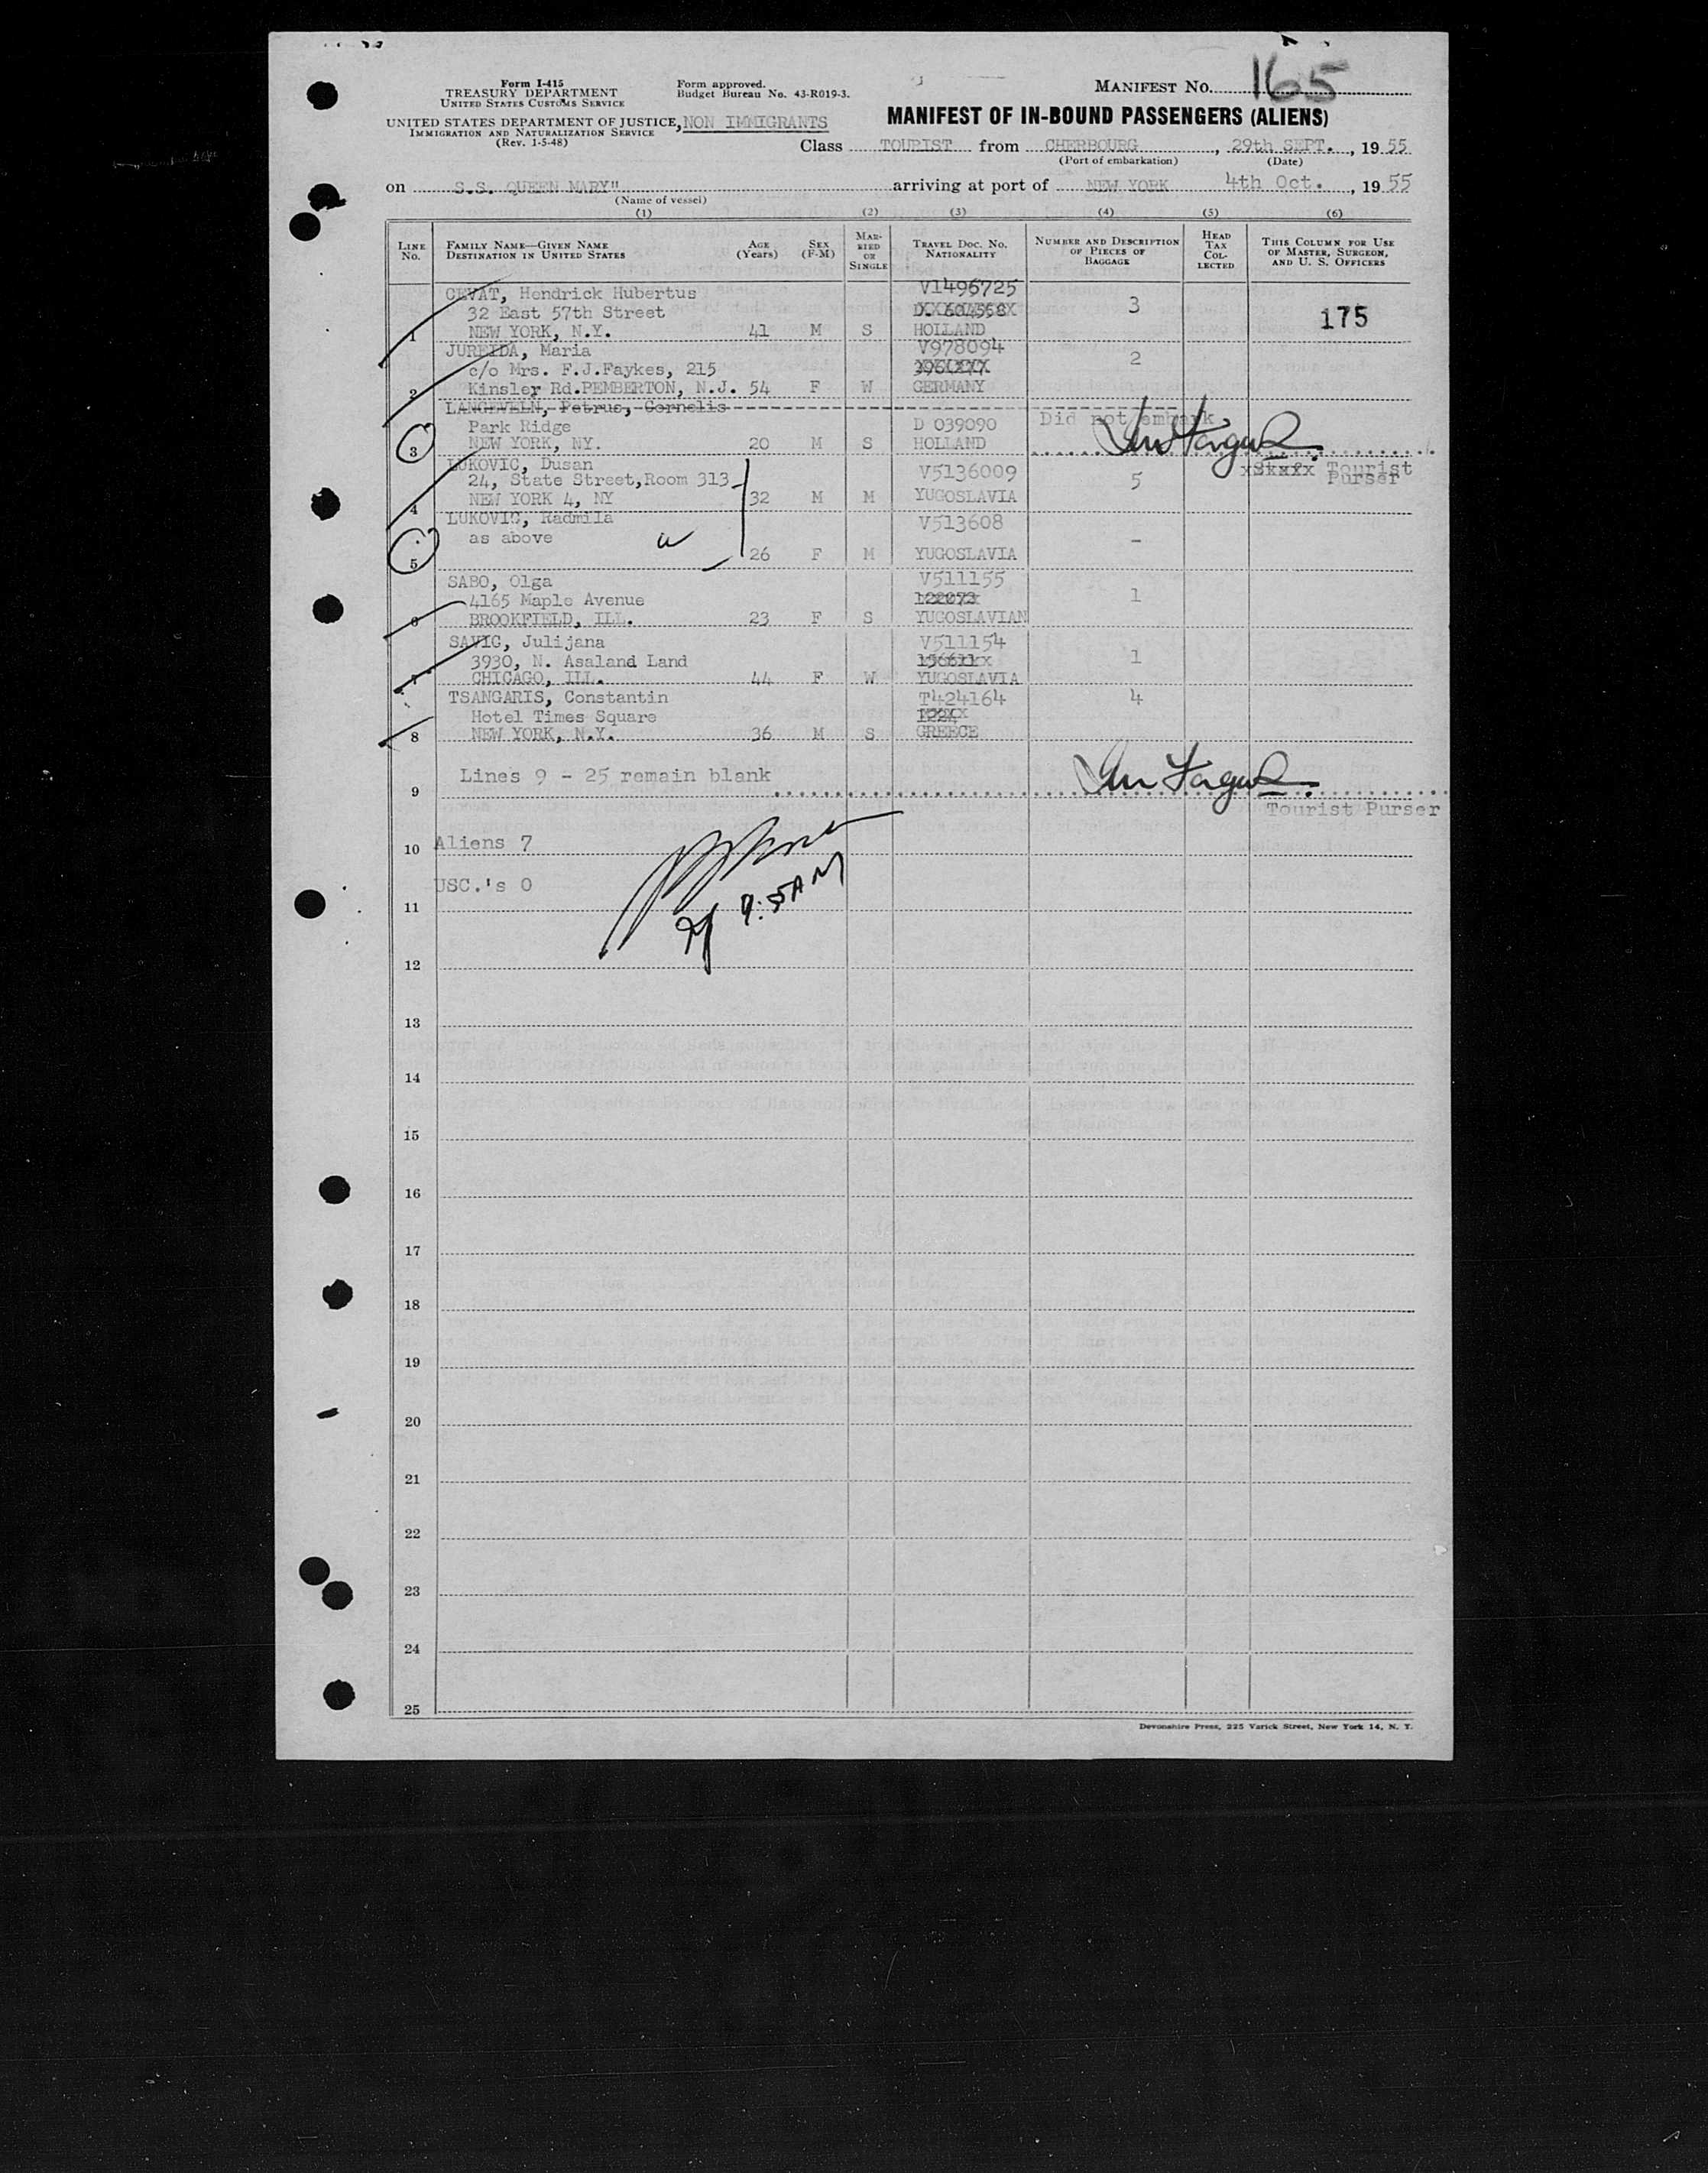 Form I-415
TREASURY DEPARTMENT
UNITED STATES CUSTOMS SERVICE
UNITED STATES DEPARTMENT OF JUSTICE, NON IMMIGRANTS
IMMIGRATION AND NATURALIZATION SERVICE
(Rev. 1-5-48)
Form approved.
Budget Bureau No. 43-R019-3.
MANIFEST NO. 165
MANIFEST OF IN-BOUND PASSENGERS (ALIENS)
Class TOURIST from CHERBOURG, 29th SEPT., 1955
(Port of embarkation) (Date)
on S.S. QUEEN MARY" arriving at port of NEW YORK 4th Oct., 1955
(Name of vessel)
(1) (2) (3) (4) (5) (6)
LINE NO. FAMILY NAME—GIVEN NAME DESTINATION IN UNITED STATES AGE (Years) SEX (F-M) MARRIED OR SINGLE TRAVEL DOC. NO. NATIONALITY NUMBER AND DESCRIPTION OF PIECES OF BAGGAGE HEAD TAX COLLECTED THIS COLUMN FOR USE OF MASTER, SURGEON, AND U. S. OFFICERS
CEVAT, Hendrick Hubertus V1496725
32 East 57th Street D. 604558 3 175
1 NEW YORK, N.Y. 41 M S HOLLAND
JUREIDA, Maria V978094
c/o Mrs. F.J.Faykes, 215 2
2 Kinsler Rd.PEMBERTON, N.J. 54 F W GERMANY
LANGEVELN, Petrus, Cornelis Did not embark
Park Ridge D 039090
3 NEW YORK, NY. 20 M S HOLLAND
Tourist
Purser
LUKOVIC, Dusan V5136009
24, State Street,Room 313 5
4 NEW YORK 4, NY 32 M M YUGOSLAVIA
LUKOVIC, Radmila V513608
as above -
5 26 F M YUGOSLAVIA
SABO, Olga V511155
4165 Maple Avenue 122073 1
6 BROOKFIELD, ILL. 23 F S YUGOSLAVIAN
SAVIC, Julijana V511154
3930, N. Asaland Land 1
7 CHICAGO, ILL. 44 F W YUGOSLAVIA
TSANGARIS, Constantin T424164 4
Hotel Times Square
8 NEW YORK, N.Y. 36 M S GREECE
Lines 9 - 25 remain blank
9
Tourist Purser
10 Aliens 7
USC.'s 0
9:5AM
11
12
13
14
15
16
17
18
19
20
21
22
23
24
25
Devonshire Press, 225 Varick Street, New York 14, N. Y.